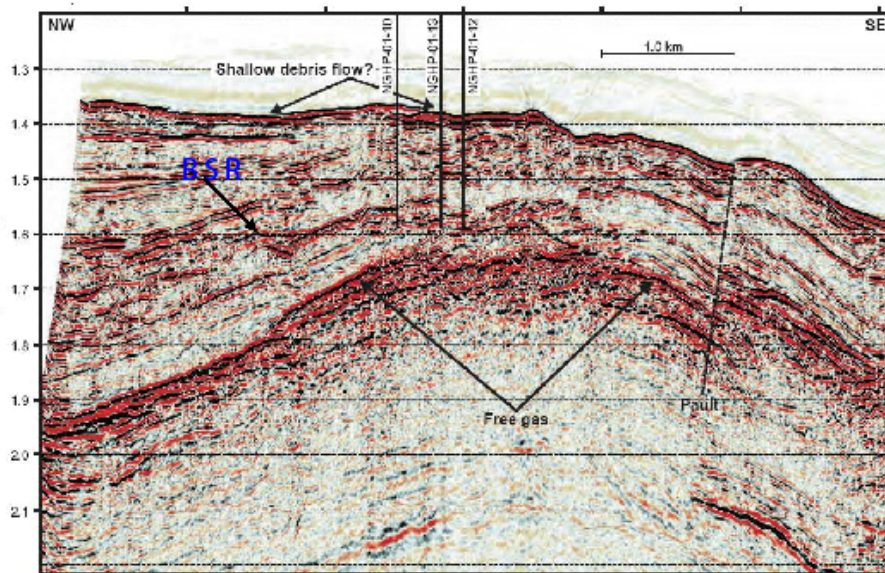 NW
SE
NGHP-01-10
NGHP-01-13
NGHP-01-12
1.0 km
Shallow debris flow?
1.3
1.4
BSR
1.5
1.6
1.7
1.8
1.9
Free gas
Fault
2.0
2.1